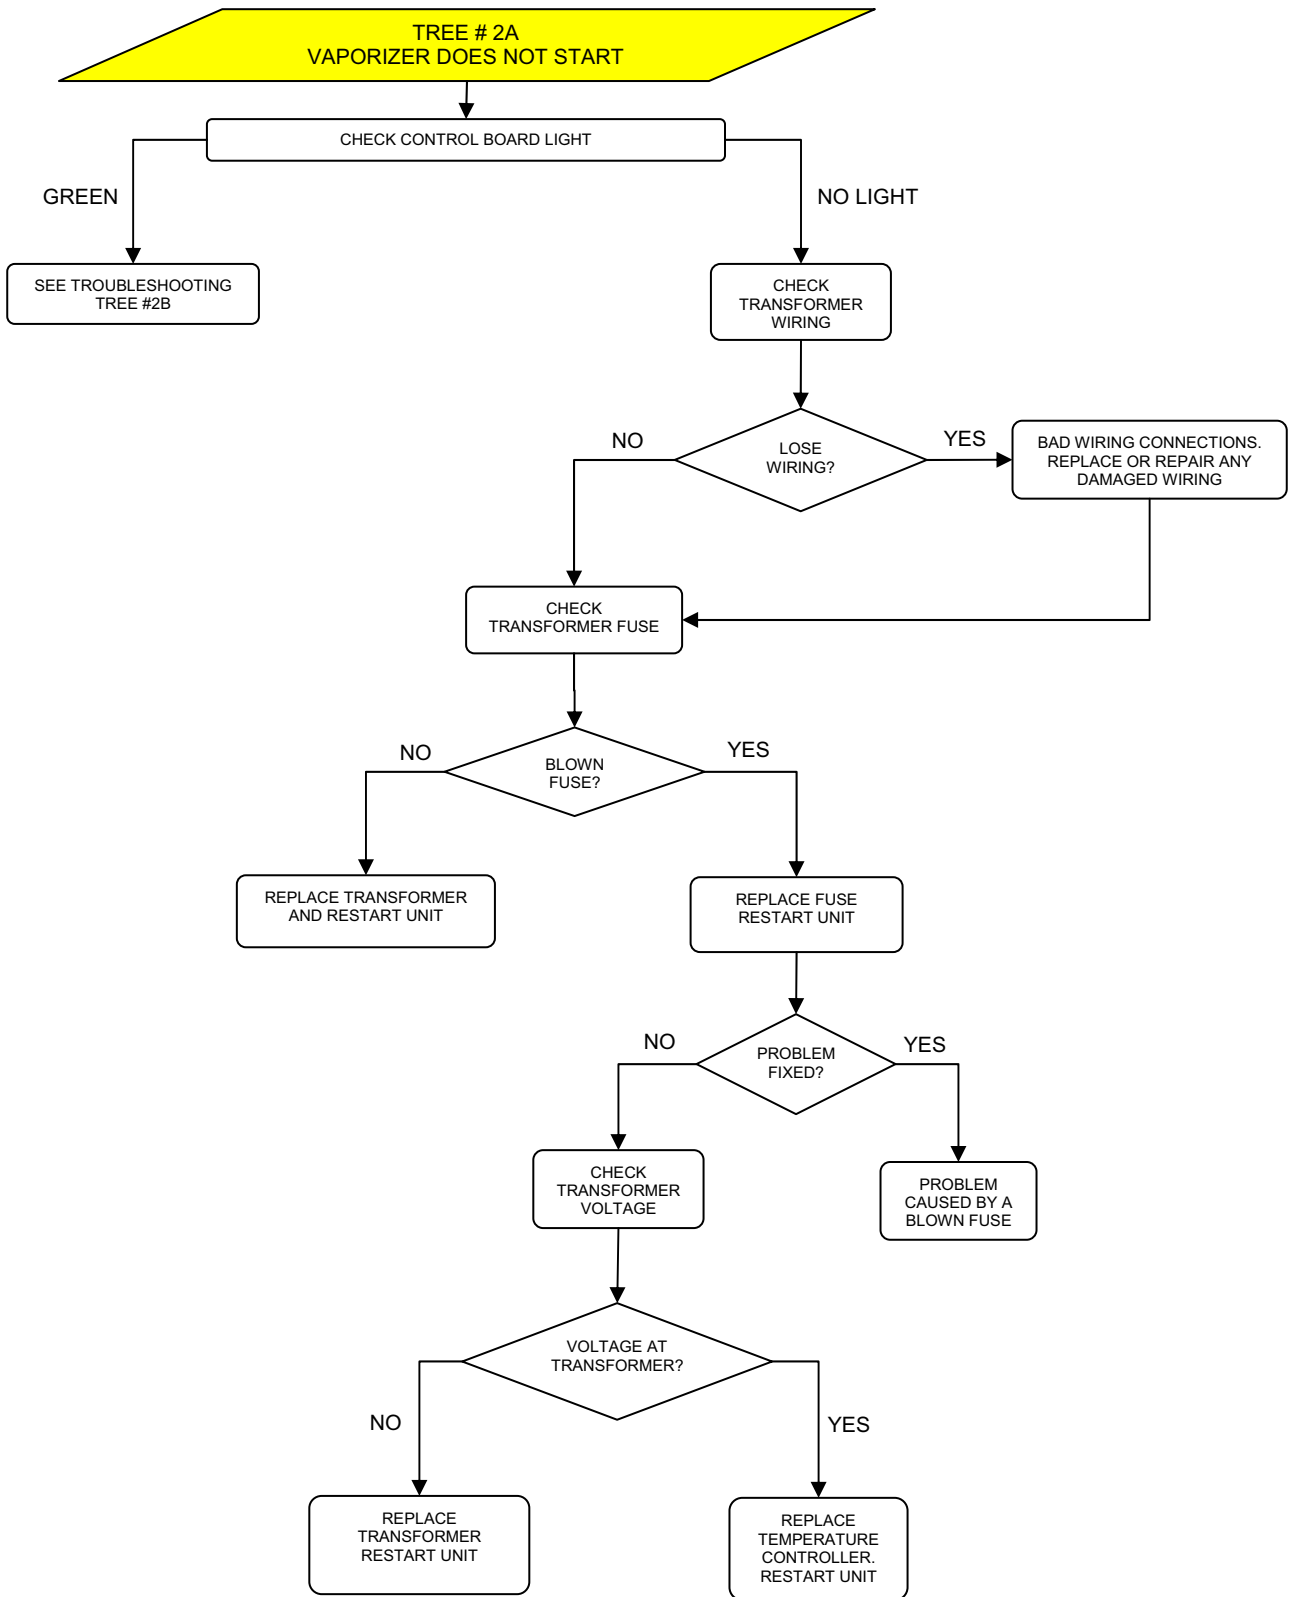 TREE # 2A
VAPORIZER DOES NOT START
CHECK CONTROL BOARD LIGHT
GREEN
NO LIGHT
SEE TROUBLESHOOTING
TREE #2B
CHECK
TRANSFORMER
WIRING
NO
LOSE
WIRING?
YES
BAD WIRING CONNECTIONS.
REPLACE OR REPAIR ANY
DAMAGED WIRING
CHECK
TRANSFORMER FUSE
NO
BLOWN
FUSE?
YES
REPLACE TRANSFORMER
AND RESTART UNIT
REPLACE FUSE
RESTART UNIT
NO
PROBLEM
FIXED?
YES
CHECK
TRANSFORMER
VOLTAGE
PROBLEM
CAUSED BY A
BLOWN FUSE
VOLTAGE AT
TRANSFORMER?
NO
YES
REPLACE
TRANSFORMER
RESTART UNIT
REPLACE
TEMPERATURE
CONTROLLER.
RESTART UNIT